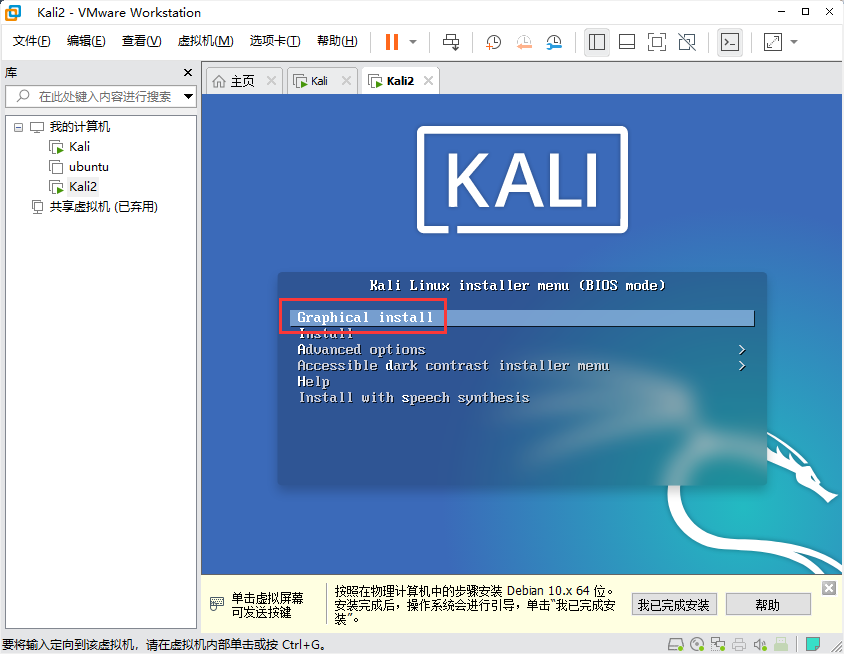 Kali2 - VMware Workstation
文件(F) 编辑(E) 查看(V) 虚拟机(M) 选项卡(T) 帮助(H)
库
在此处键入内容进行搜索
我的计算机
Kali
ubuntu
Kali2
共享虚拟机 (已弃用)
主页 Kali Kali2
KALI
Kali Linux installer menu (BIOS mode)
Graphical install
Install
Advanced options >
Accessible dark contrast installer menu >
Help
Install with speech synthesis
单击虚拟屏幕
可发送按键
按照在物理计算机中的步骤安装 Debian 10.x 64 位。
安装完成后，操作系统会进行引导，单击“我已完成安
装”。
我已完成安装 帮助
要将输入定向到该虚拟机，请在虚拟机内部单击或按 Ctrl+G。